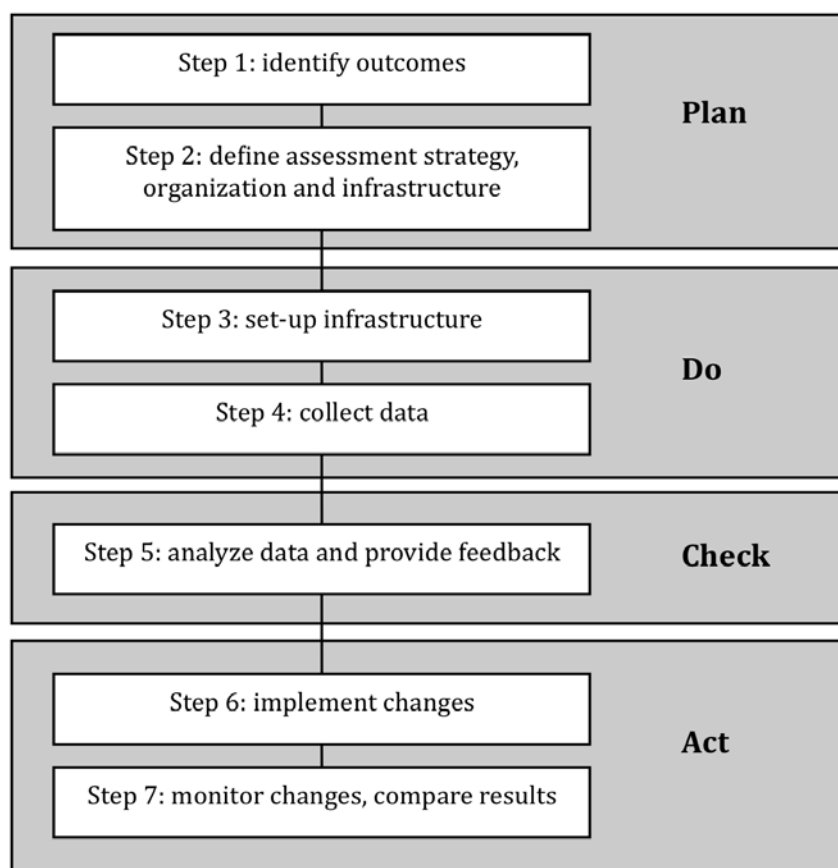 Step 1: identify outcomes
Plan
Step 2: define assessment strategy,
organization and infrastructure
Step 3: set-up infrastructure
Do
Step 4: collect data
Step 5: analyze data and provide feedback
Check
Step 6: implement changes
Act
Step 7: monitor changes, compare results